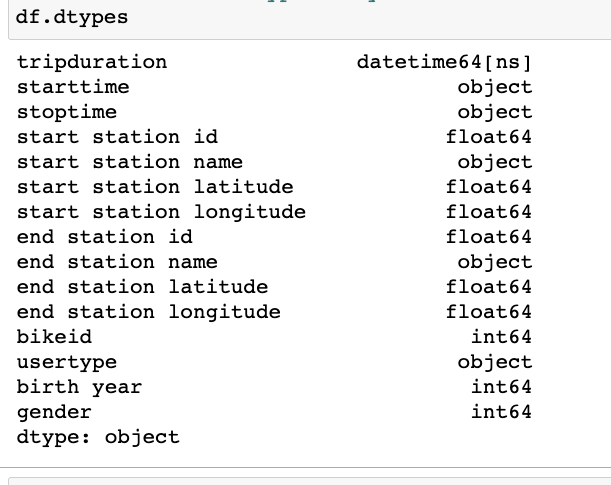 df.dtypes
tripduration datetime64[ns]
starttime object
stoptime object
start station id float64
start station name object
start station latitude float64
start station longitude float64
end station id float64
end station name object
end station latitude float64
end station longitude float64
bikeid int64
usertype object
birth year int64
gender int64
dtype: object